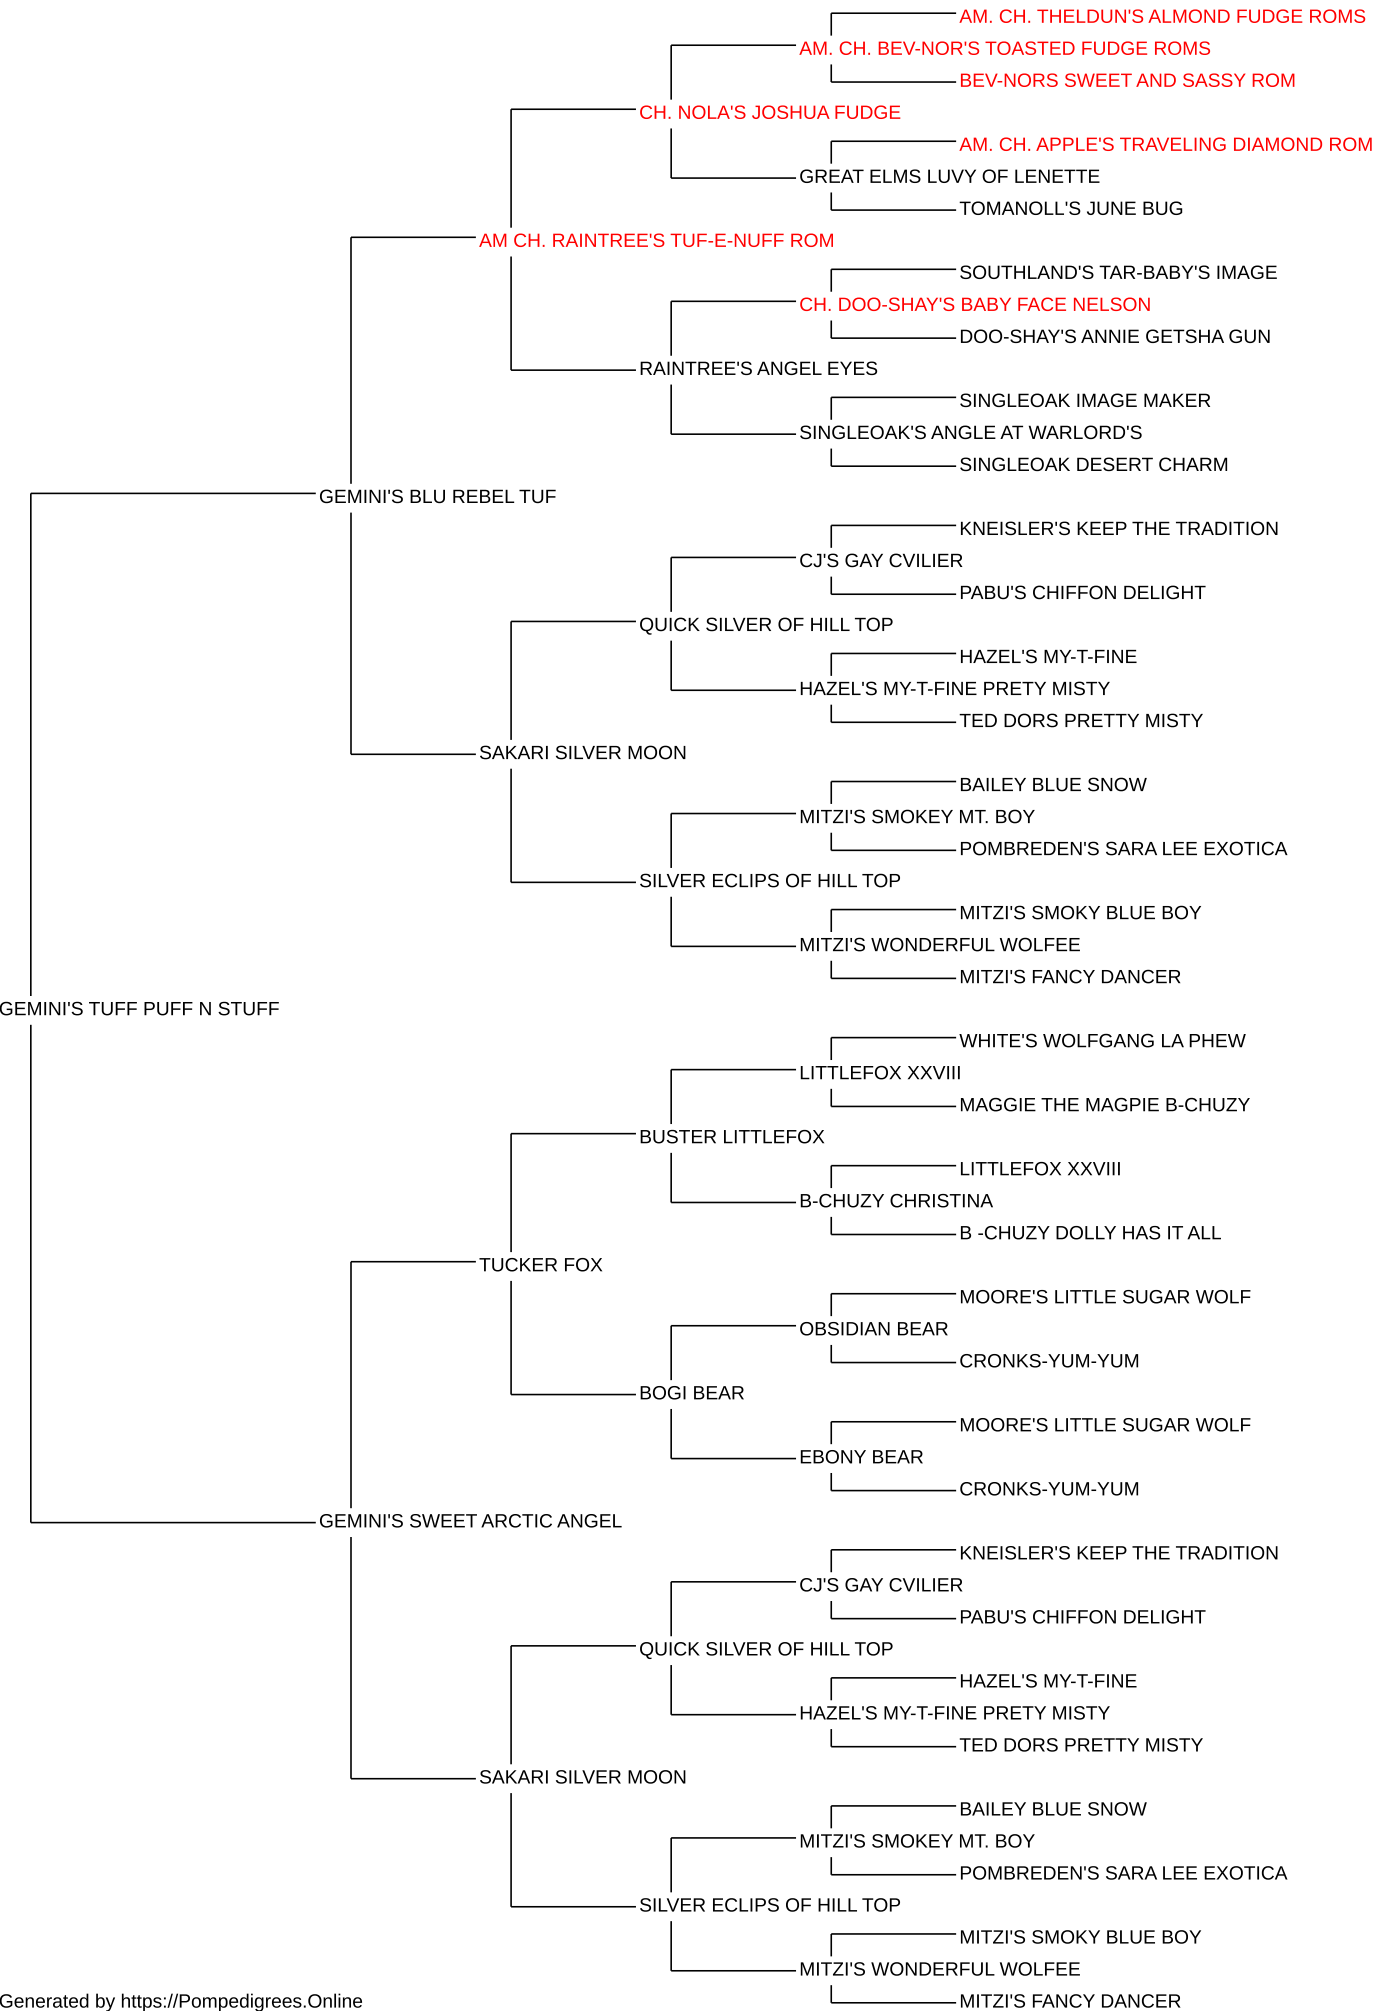 AM. CH. THELDUN'S ALMOND FUDGE ROMS
AM. CH. BEV-NOR'S TOASTED FUDGE ROMS
BEV-NORS SWEET AND SASSY ROM
CH. NOLA'S JOSHUA FUDGE
AM. CH. APPLE'S TRAVELING DIAMOND ROM
GREAT ELMS LUVY OF LENETTE
TOMANOLL'S JUNE BUG
AM CH. RAINTREE'S TUF-E-NUFF ROM
SOUTHLAND'S TAR-BABY'S IMAGE
CH. DOO-SHAY'S BABY FACE NELSON
DOO-SHAY'S ANNIE GETSHA GUN
RAINTREE'S ANGEL EYES
SINGLEOAK IMAGE MAKER
SINGLEOAK'S ANGLE AT WARLORD'S
SINGLEOAK DESERT CHARM
GEMINI'S BLU REBEL TUF
KNEISLER'S KEEP THE TRADITION
CJ'S GAY CVILIER
PABU'S CHIFFON DELIGHT
QUICK SILVER OF HILL TOP
HAZEL'S MY-T-FINE
HAZEL'S MY-T-FINE PRETY MISTY
TED DORS PRETTY MISTY
SAKARI SILVER MOON
BAILEY BLUE SNOW
MITZI'S SMOKEY MT. BOY
POMBREDEN'S SARA LEE EXOTICA
SILVER ECLIPS OF HILL TOP
MITZI'S SMOKY BLUE BOY
MITZI'S WONDERFUL WOLFEE
MITZI'S FANCY DANCER
GEMINI'S TUFF PUFF N STUFF
WHITE'S WOLFGANG LA PHEW
LITTLEFOX XXVIII
MAGGIE THE MAGPIE B-CHUZY
BUSTER LITTLEFOX
LITTLEFOX XXVIII
B-CHUZY CHRISTINA
B -CHUZY DOLLY HAS IT ALL
TUCKER FOX
MOORE'S LITTLE SUGAR WOLF
OBSIDIAN BEAR
CRONKS-YUM-YUM
BOGI BEAR
MOORE'S LITTLE SUGAR WOLF
EBONY BEAR
CRONKS-YUM-YUM
GEMINI'S SWEET ARCTIC ANGEL
KNEISLER'S KEEP THE TRADITION
CJ'S GAY CVILIER
PABU'S CHIFFON DELIGHT
QUICK SILVER OF HILL TOP
HAZEL'S MY-T-FINE
HAZEL'S MY-T-FINE PRETY MISTY
TED DORS PRETTY MISTY
SAKARI SILVER MOON
BAILEY BLUE SNOW
MITZI'S SMOKEY MT. BOY
POMBREDEN'S SARA LEE EXOTICA
SILVER ECLIPS OF HILL TOP
MITZI'S SMOKY BLUE BOY
MITZI'S WONDERFUL WOLFEE
MITZI'S FANCY DANCER
Generated by https://Pompedigrees.Online